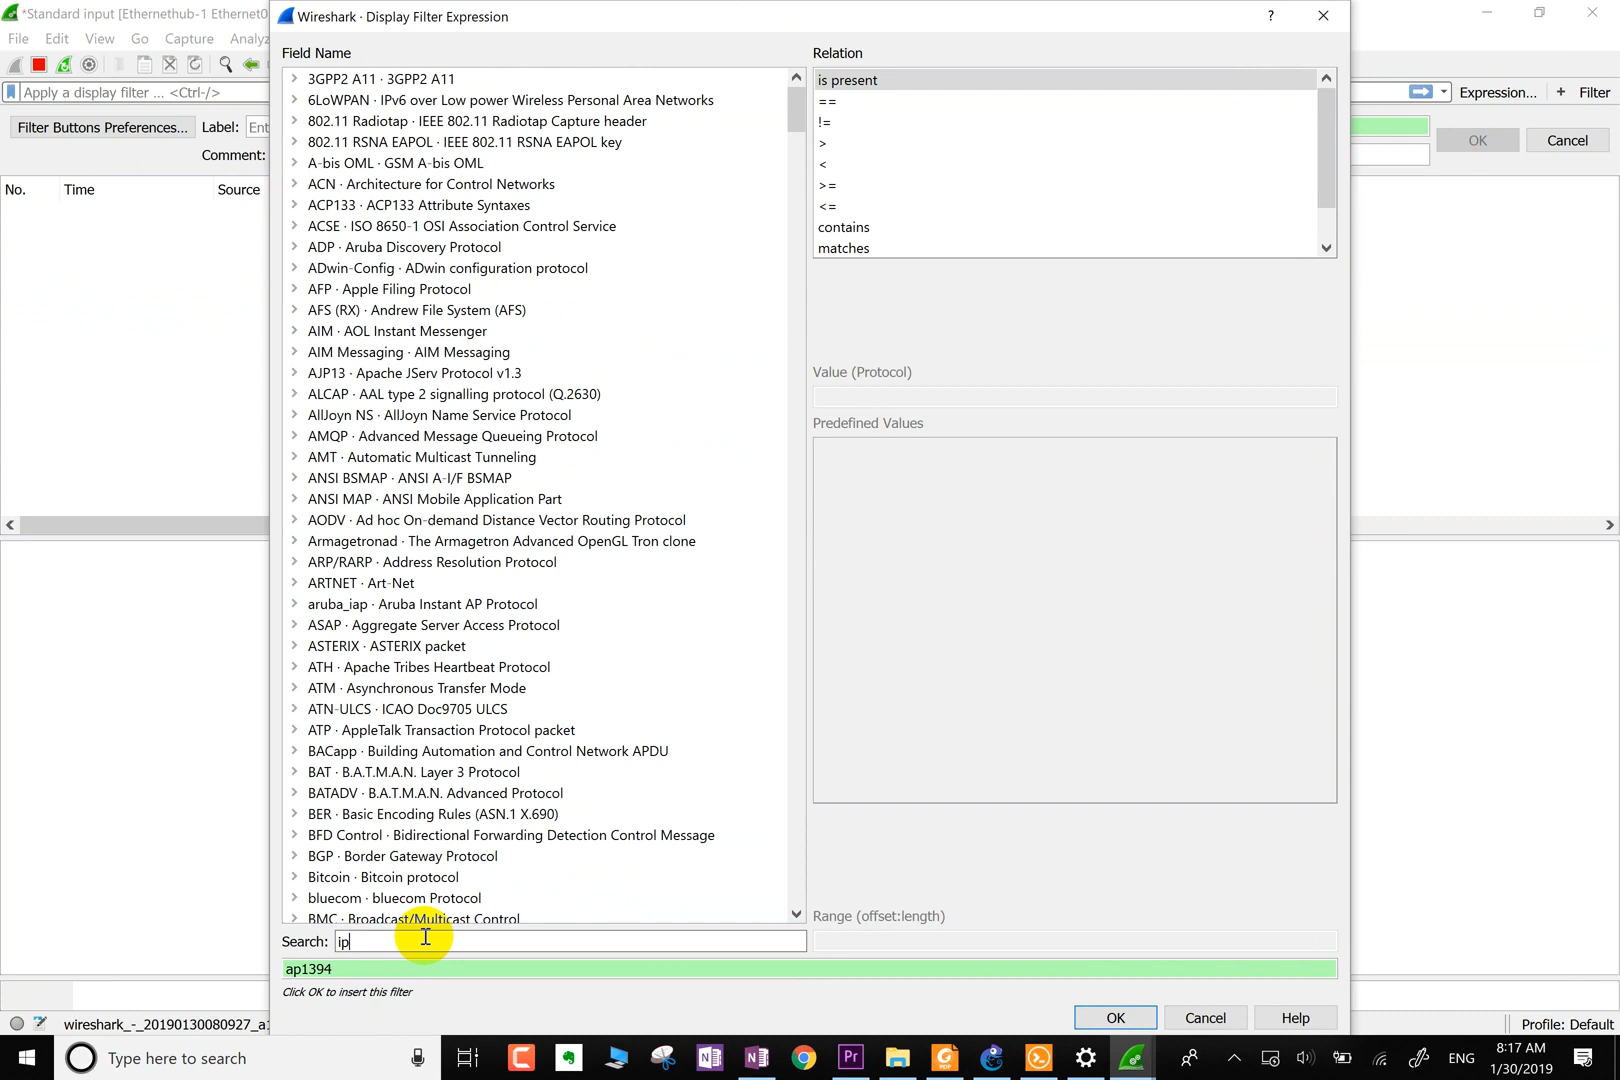 *Standard input [Ethernethub-1 Ethernet0
Wireshark · Display Filter Expression
?
File Edit View Go Capture Analyz
Field Name
Relation
Apply a display filter ... <Ctrl-/>
Expression... + Filter
Filter Buttons Preferences... Label: Ent
OK Cancel
Comment:
No. Time Source
3GPP2 A11 · 3GPP2 A11
6LoWPAN · IPv6 over Low power Wireless Personal Area Networks
802.11 Radiotap · IEEE 802.11 Radiotap Capture header
802.11 RSNA EAPOL · IEEE 802.11 RSNA EAPOL key
A-bis OML · GSM A-bis OML
ACN · Architecture for Control Networks
ACP133 · ACP133 Attribute Syntaxes
ACSE · ISO 8650-1 OSI Association Control Service
ADP · Aruba Discovery Protocol
ADwin-Config · ADwin configuration protocol
AFP · Apple Filing Protocol
AFS (RX) · Andrew File System (AFS)
AIM · AOL Instant Messenger
AIM Messaging · AIM Messaging
AJP13 · Apache JServ Protocol v1.3
ALCAP · AAL type 2 signalling protocol (Q.2630)
AllJoyn NS · AllJoyn Name Service Protocol
AMQP · Advanced Message Queueing Protocol
AMT · Automatic Multicast Tunneling
ANSI BSMAP · ANSI A-I/F BSMAP
ANSI MAP · ANSI Mobile Application Part
AODV · Ad hoc On-demand Distance Vector Routing Protocol
Armagetronad · The Armagetron Advanced OpenGL Tron clone
ARP/RARP · Address Resolution Protocol
ARTNET · Art-Net
aruba_iap · Aruba Instant AP Protocol
ASAP · Aggregate Server Access Protocol
ASTERIX · ASTERIX packet
ATH · Apache Tribes Heartbeat Protocol
ATM · Asynchronous Transfer Mode
ATN-ULCS · ICAO Doc9705 ULCS
ATP · AppleTalk Transaction Protocol packet
BACapp · Building Automation and Control Network APDU
BAT · B.A.T.M.A.N. Layer 3 Protocol
BATADV · B.A.T.M.A.N. Advanced Protocol
BER · Basic Encoding Rules (ASN.1 X.690)
BFD Control · Bidirectional Forwarding Detection Control Message
BGP · Border Gateway Protocol
Bitcoin · Bitcoin protocol
bluecom · bluecom Protocol
BMC · Broadcast/Multicast Control
is present
==
!=
>
<
>=
<=
contains
matches
Value (Protocol)
Predefined Values
Range (offset:length)
Search: ip
ap1394
Click OK to insert this filter
OK Cancel Help
wireshark_-_20190130080927_a1
Profile: Default
Type here to search
Pr
PDF
ENG
8:17 AM
1/30/2019